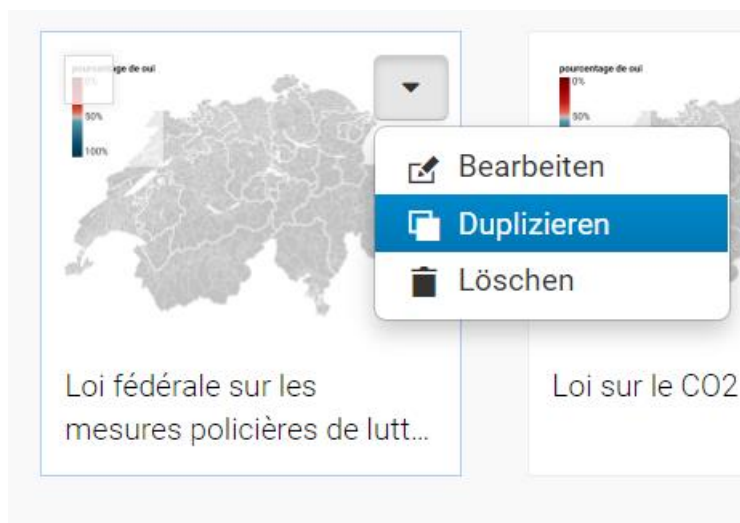 pourcentage de oui
0%
50%
100%
pourcentage de oui
0%
50%
Bearbeiten
Duplizieren
Löschen
Loi fédérale sur les
mesures policières de lutt...
Loi sur le CO2